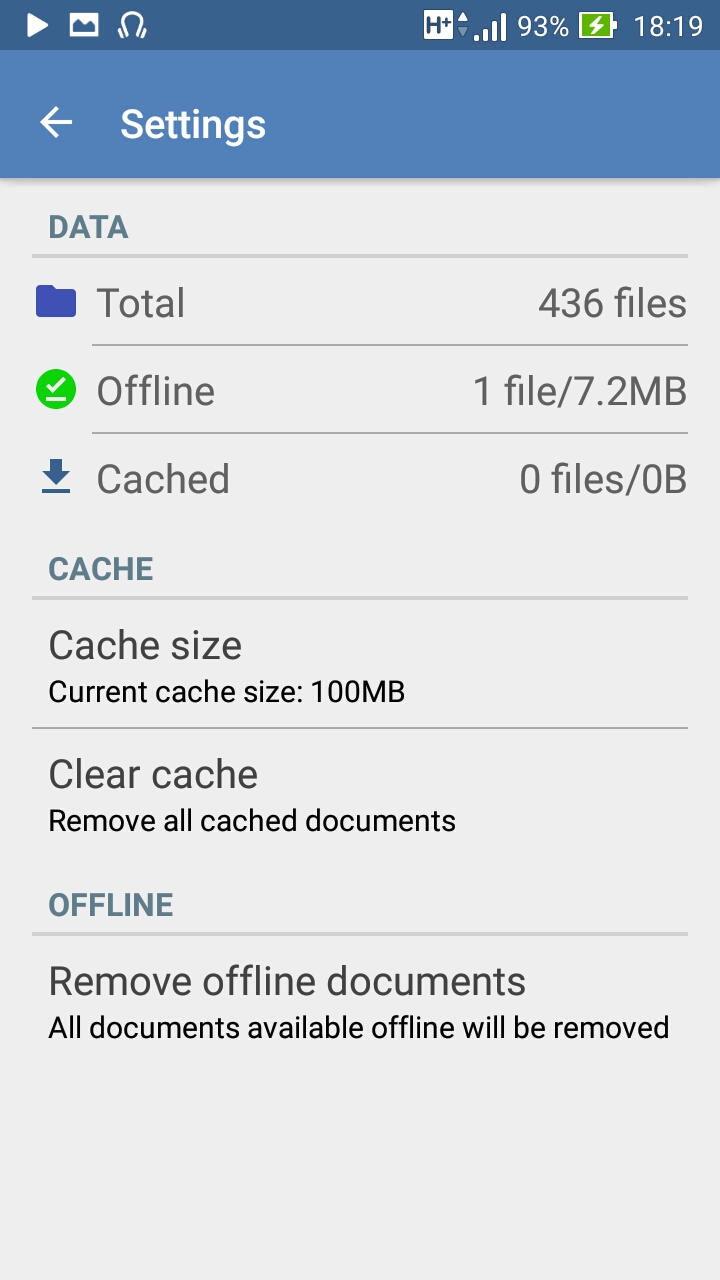 H+ 93% 18:19
Settings
DATA
Total 436 files
Offline 1 file/7.2MB
Cached 0 files/0B
CACHE
Cache size
Current cache size: 100MB
Clear cache
Remove all cached documents
OFFLINE
Remove offline documents
All documents available offline will be removed